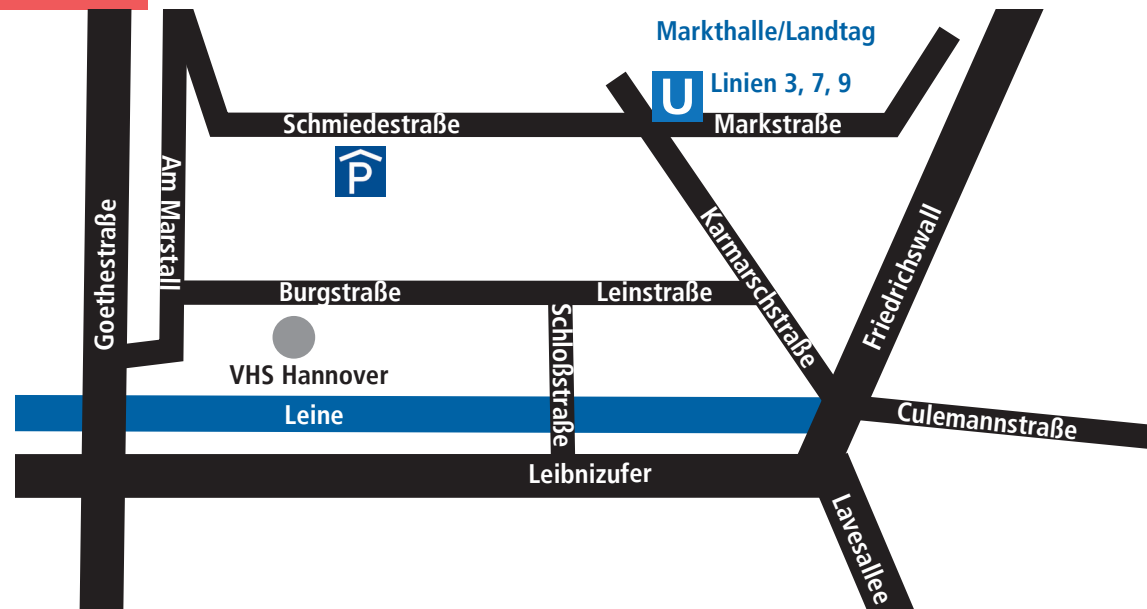 Markthalle/Landtag
U
Linien 3, 7, 9
Schmiedestraße
Markstraße
P
Am Marstall
Goethestraße
Karmarschstraße
Friedrichswall
Burgstraße
Leinstraße
Schloßstraße
VHS Hannover
Leine
Culemannstraße
Leibnizufer
Lavesallee